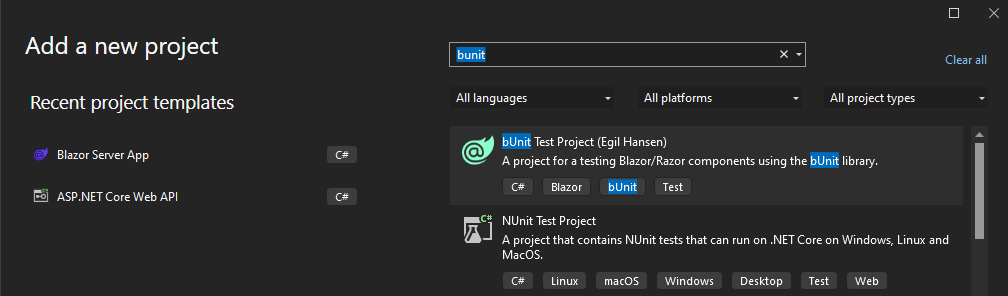 Add a new project
bunit
Clear all
Recent project templates
All languages
All platforms
All project types
Blazor Server App
C#
ASP.NET Core Web API
C#
bUnit Test Project (Egil Hansen)
A project for a testing Blazor/Razor components using the bUnit library.
C#
Blazor
bUnit
Test
C#
NUnit Test Project
A project that contains NUnit tests that can run on .NET Core on Windows, Linux and
MacOS.
C#
Linux
macOS
Windows
Desktop
Test
Web